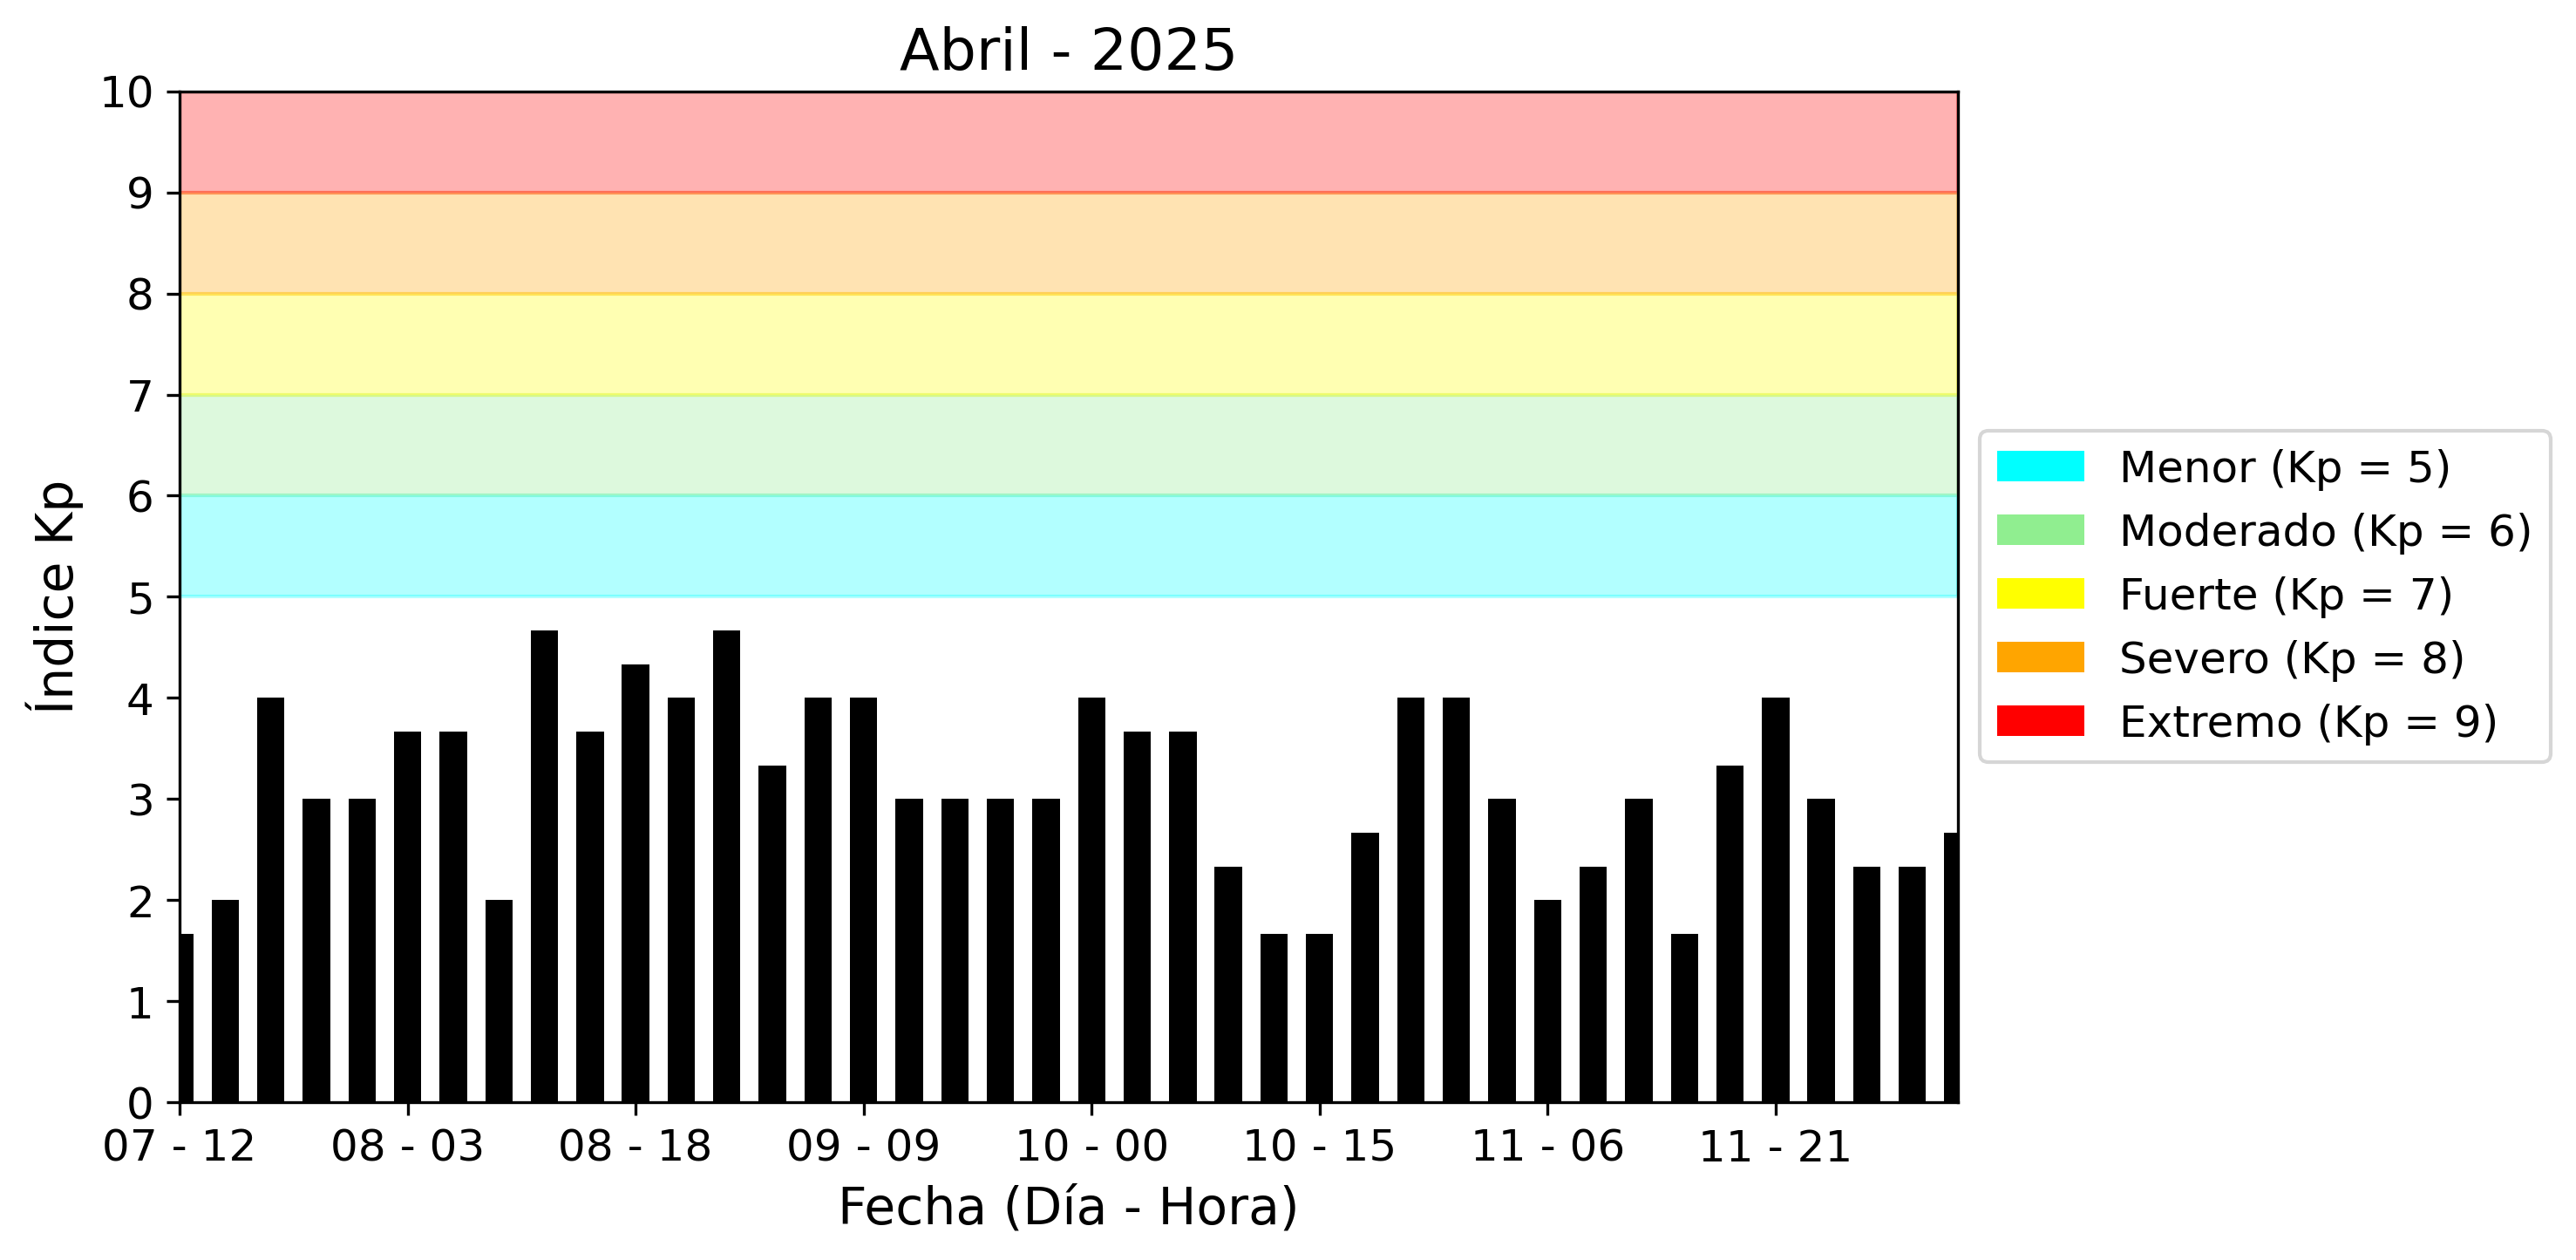 Abril - 2025
10
9
8
7
6
5
4
3
2
1
0
Índice Kp
07 - 12
08 - 03
08 - 18
09 - 09
10 - 00
10 - 15
11 - 06
11 - 21
Fecha (Día - Hora)
Menor (Kp = 5)
Moderado (Kp = 6)
Fuerte (Kp = 7)
Severo (Kp = 8)
Extremo (Kp = 9)